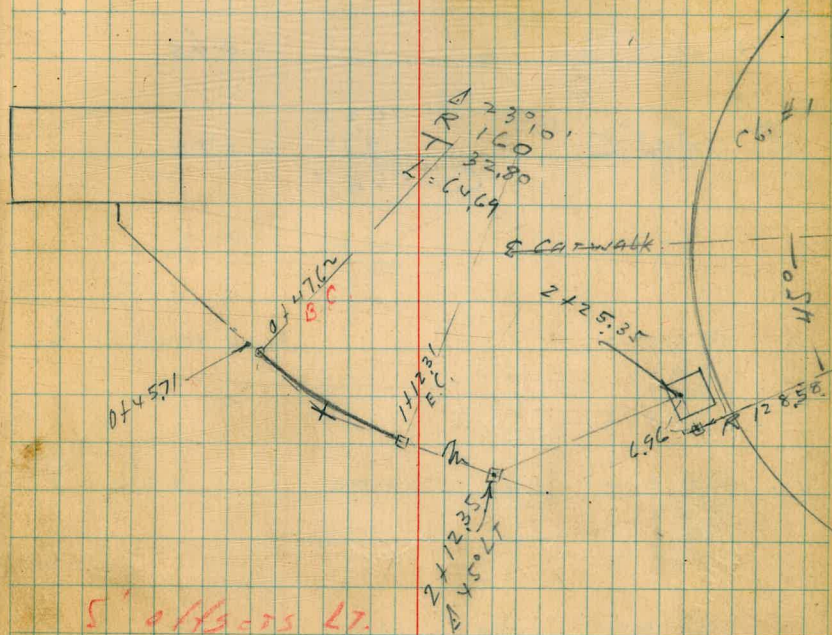 Δ 23° 10'
R 160
T 32.80
L = 64.69
#1
℄ catwalk
45°
2+25.35
0+47.62
B.C.
0+45.71
1+12.31
E.C.
6.96
R 128.58
2+12.35
Δ 45° LT
5' offsets LT.